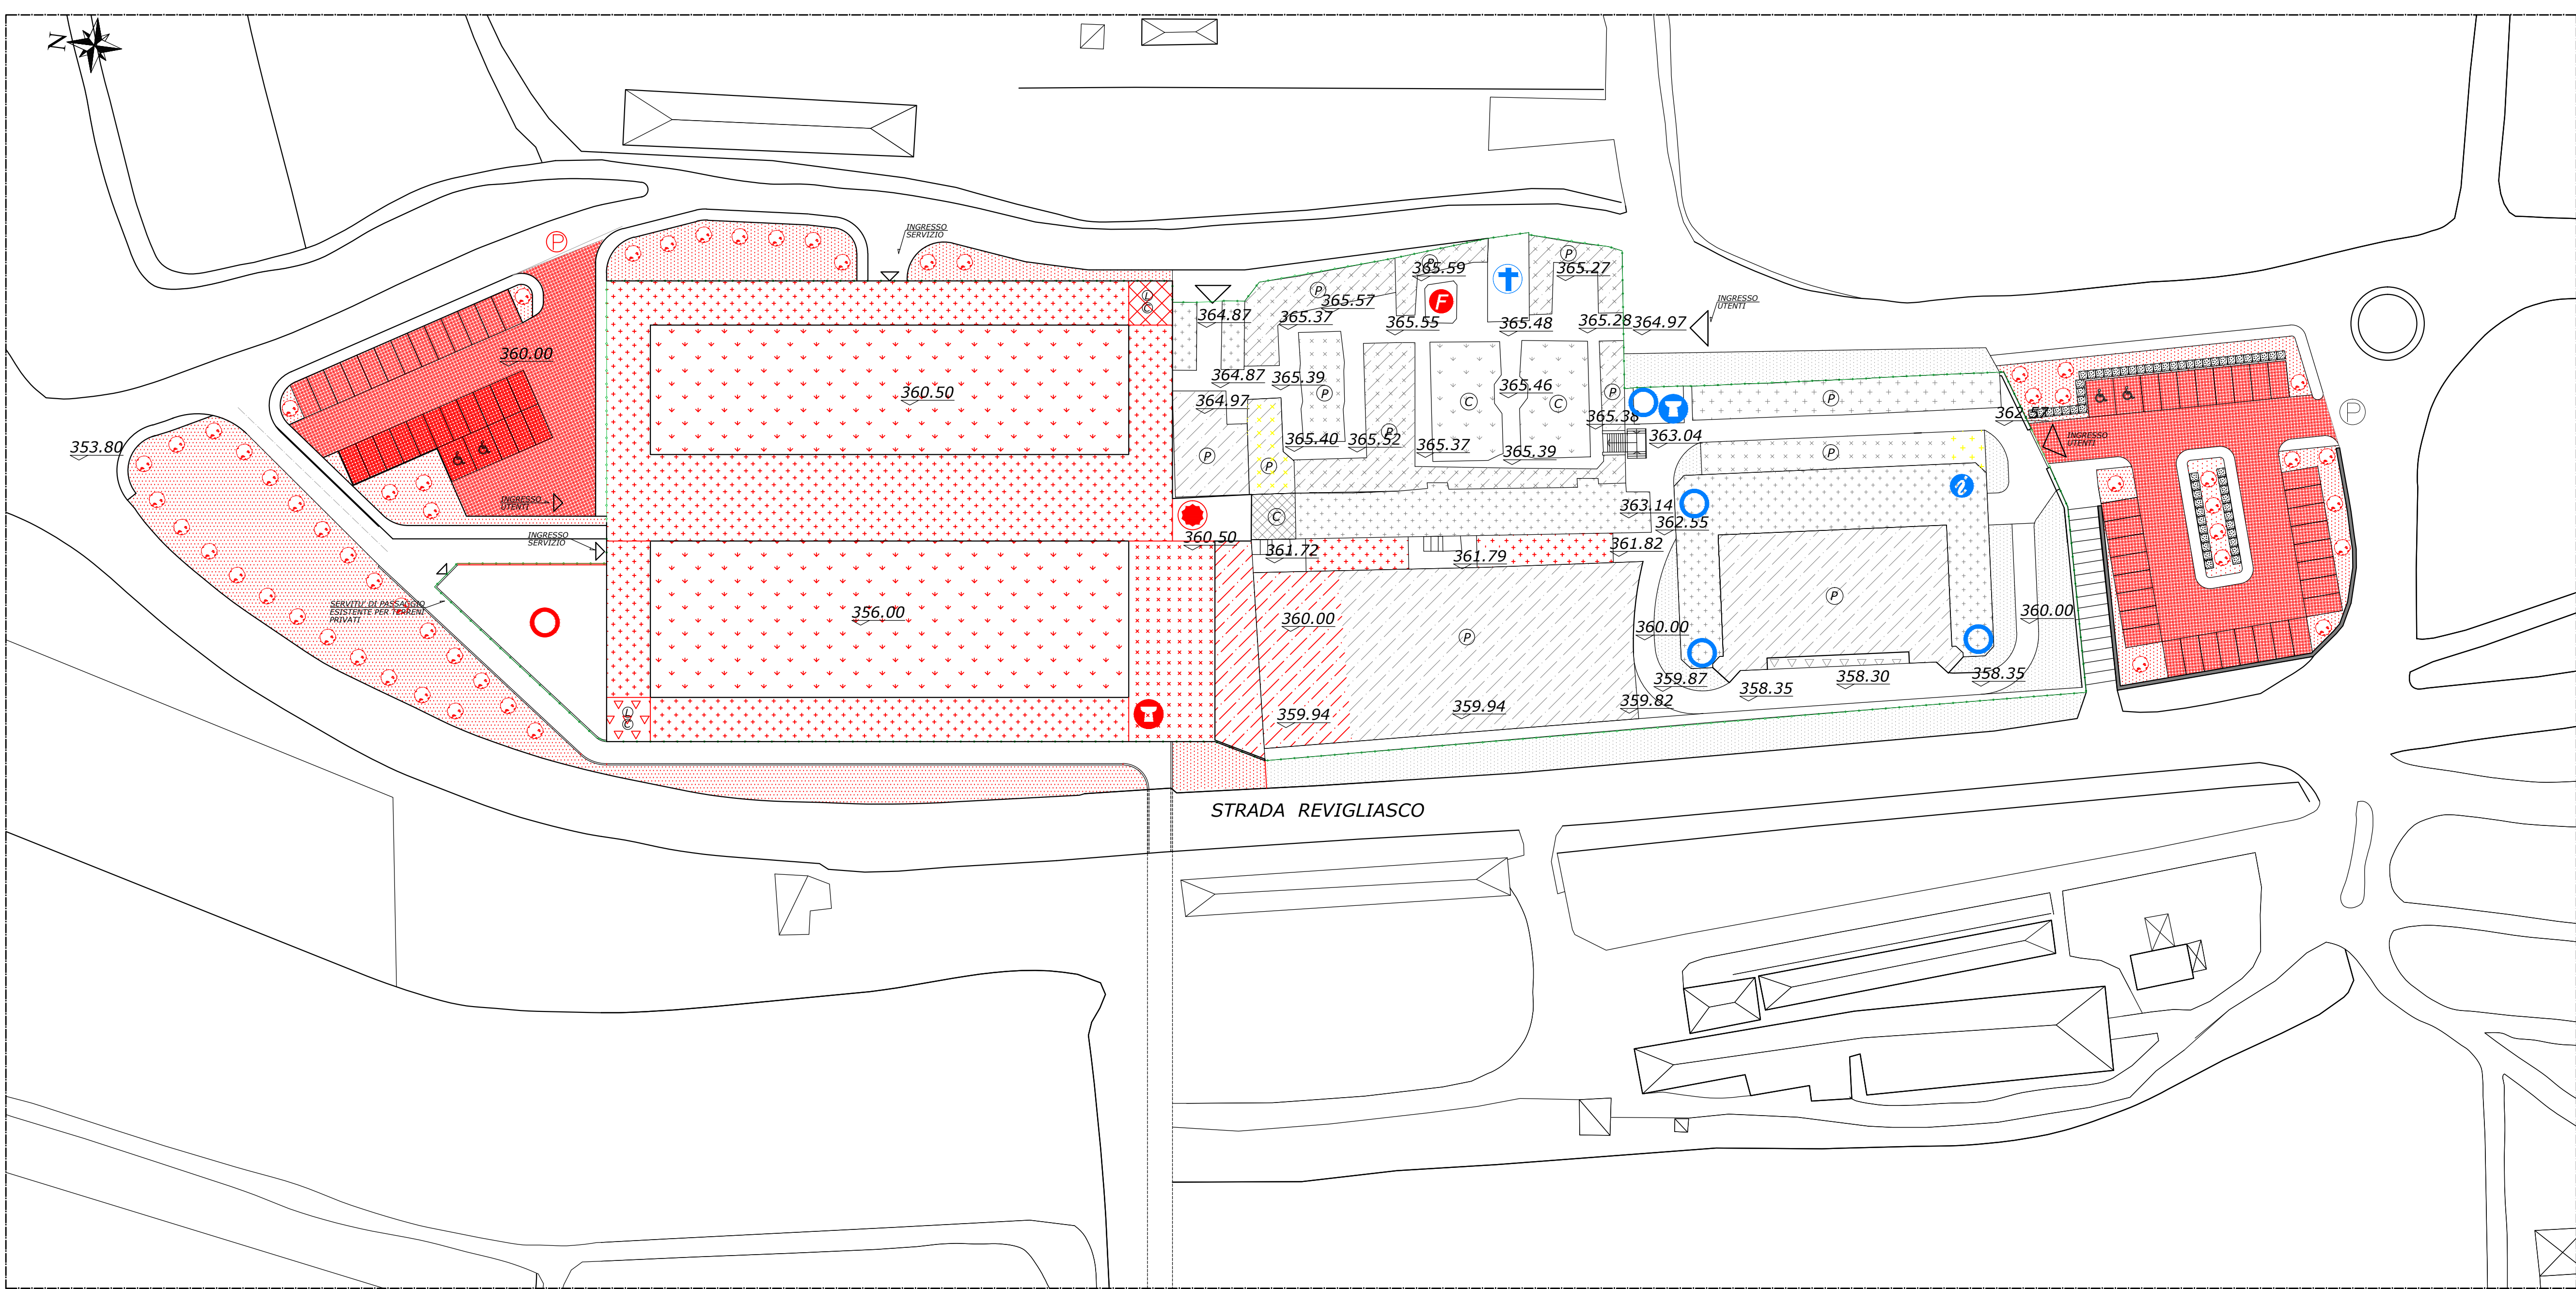 N
INGRESSO
SERVIZIO
P
L
C
364.87
365.37
P
365.57
P
365.59
F
365.55
365.48
P
365.27
365.28
364.97
INGRESSO
UTENTI
360.00
360.50
364.87
365.39
364.97
P
365.46
C
C
P
365.38
P
362.57
P
353.80
P
P
365.40
365.52
P
365.37
365.39
363.04
P
INGRESSO
UTENTI
INGRESSO
UTENTI
i
INGRESSO
SERVIZIO
360.50
C
361.72
361.79
363.14
362.55
361.82
SERVITU' DI PASSAGGIO
ESISTENTE PER TERRENI
PRIVATI
356.00
360.00
P
360.00
P
360.00
L
C
359.94
359.94
359.82
359.87
358.35
358.30
358.35
STRADA REVIGLIASCO